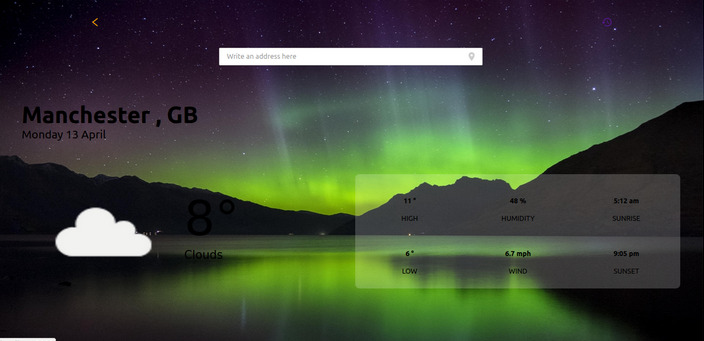 Write an address here
Manchester , GB
Monday 13 April
8°
Clouds
11 °
48 %
5:12 am
HIGH
HUMIDITY
SUNRISE
6 °
6.7 mph
9:05 pm
LOW
WIND
SUNSET